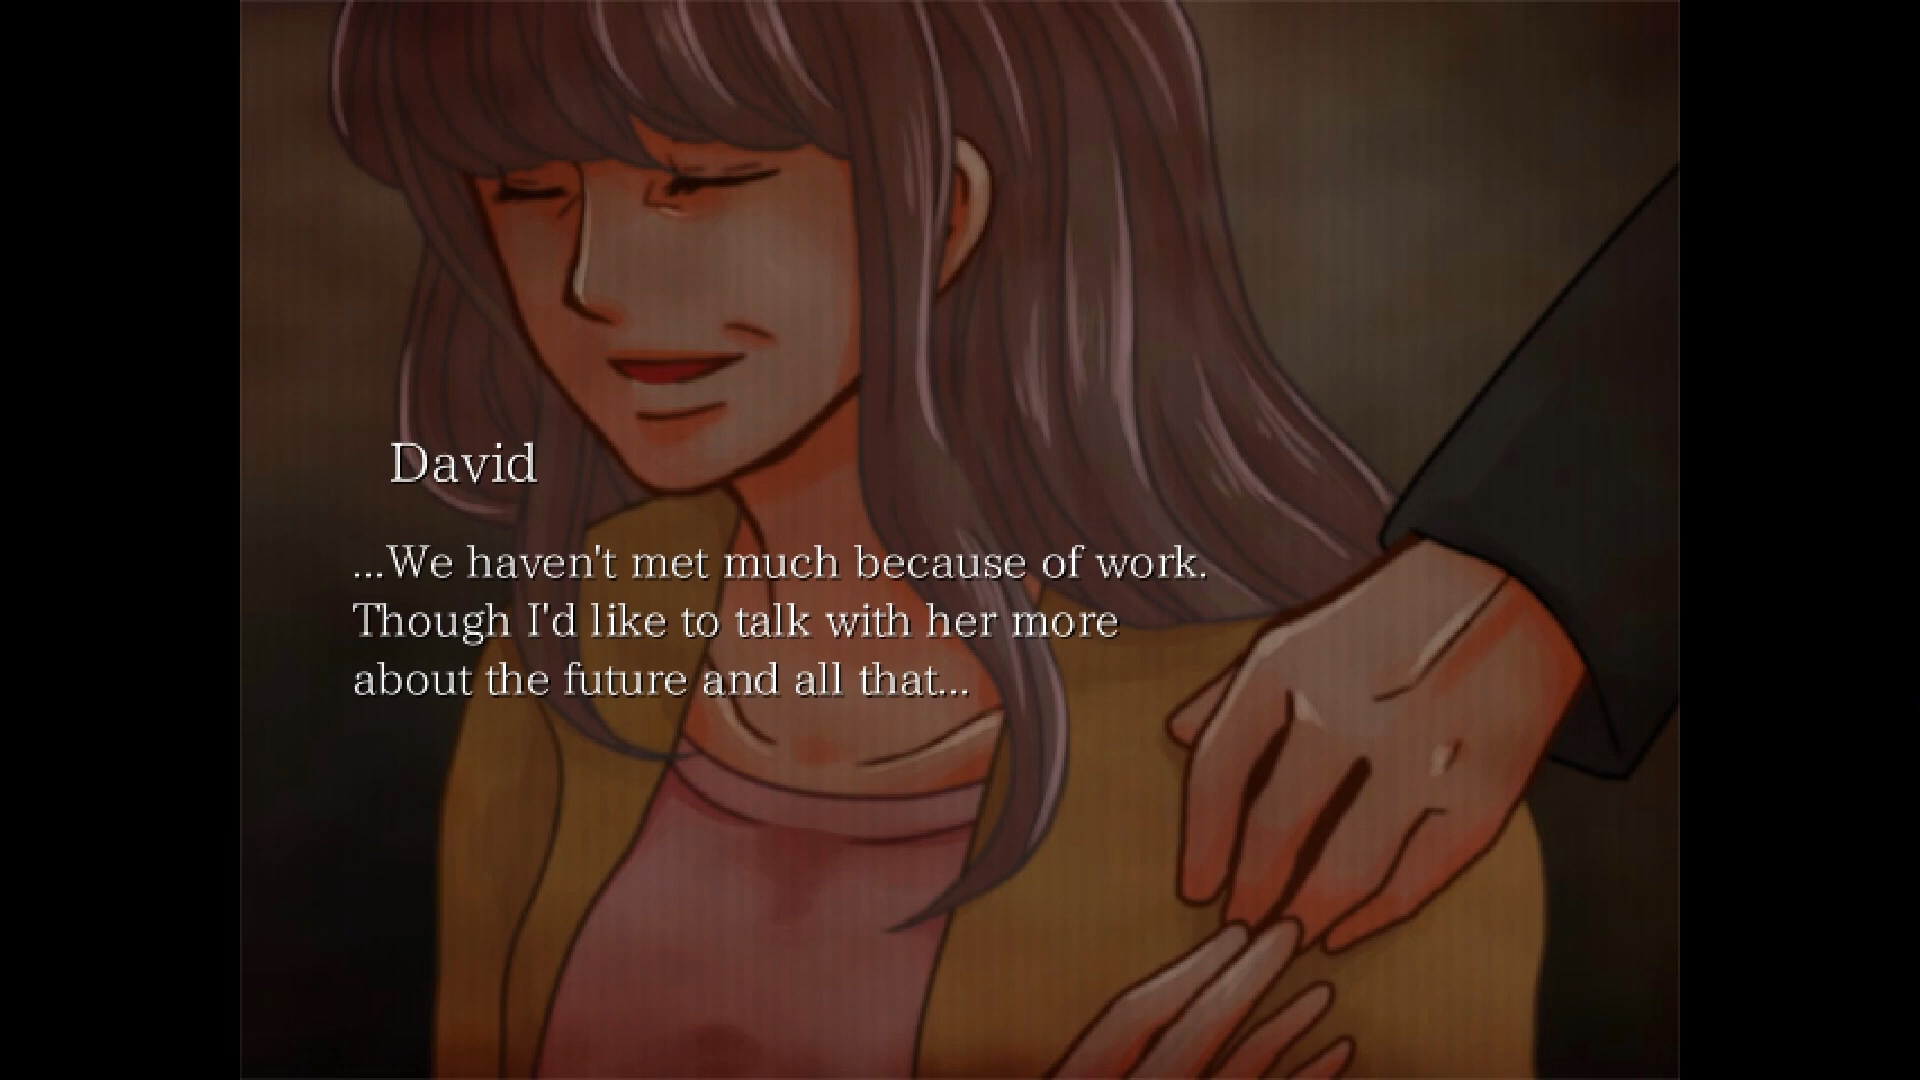 David
...We haven't met much because of work.
Though I'd like to talk with her more
about the future and all that...